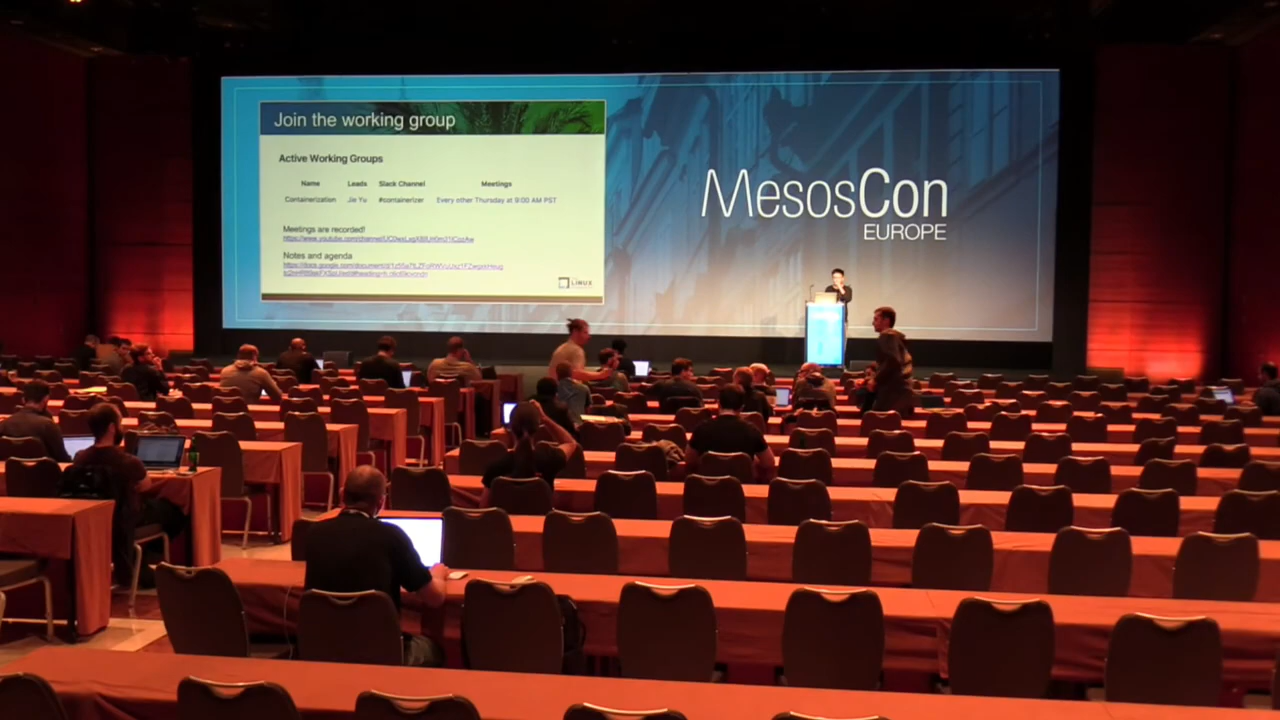 Join the working group
Active Working Groups
Name Leads Slack Channel Meetings
Containerization Jie Yu #containerizer Every other Thursday at 9:00 AM PST
Meetings are recorded!
Notes and agenda
LINUX
MesosCon
EUROPE